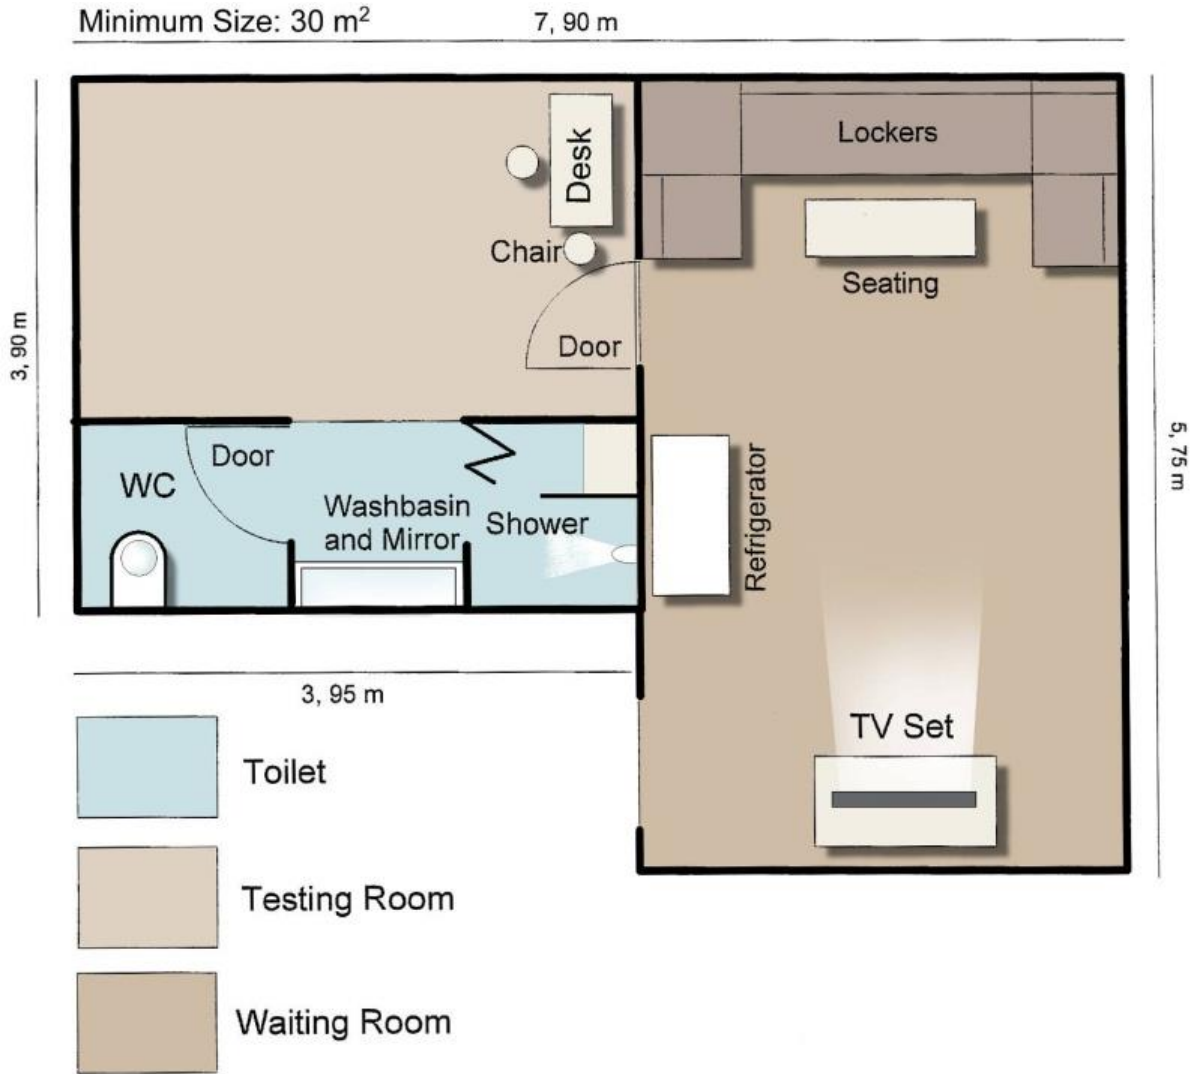 Minimum Size: 30 m²
7, 90 m
Desk
Lockers
Chair
Seating
Door
3, 90 m
5, 75 m
Door
WC
Washbasin
and Mirror
Shower
Refrigerator
3, 95 m
TV Set
Toilet
Testing Room
Waiting Room